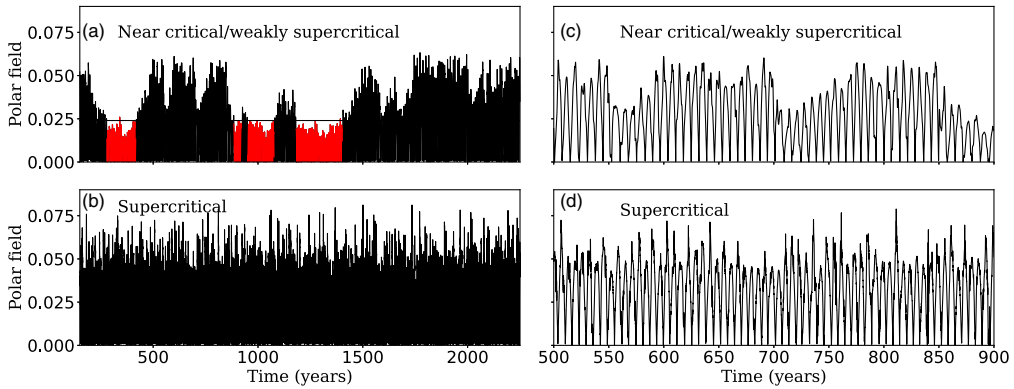 (a) Near critical/weakly supercritical
Polar field
0.075
0.050
0.025
0.000
(c) Near critical/weakly supercritical
(b) Supercritical
Polar field
0.075
0.050
0.025
0.000
500 1000 1500 2000
Time (years)
(d) Supercritical
500 550 600 650 700 750 800 850 900
Time (years)